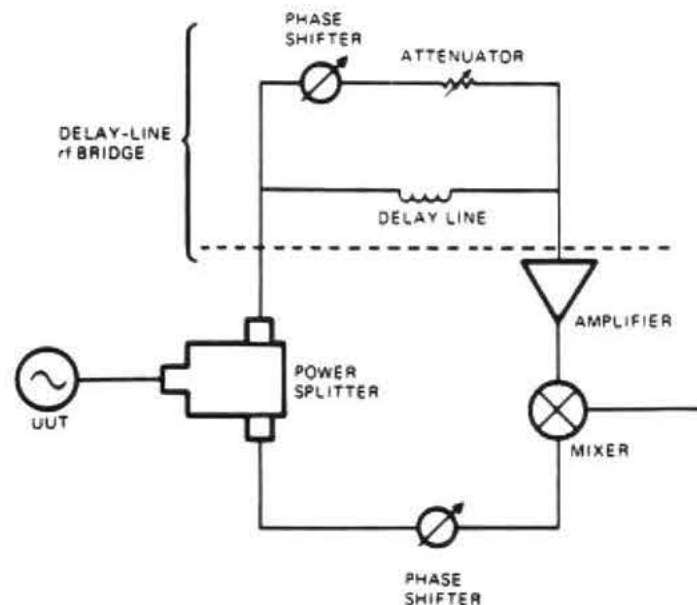 PHASE
SHIFTER
ATTENUATOR
DELAY-LINE
rf BRIDGE
DELAY LINE
AMPLIFIER
POWER
SPLITTER
UUT
MIXER
PHASE
SHIFTER